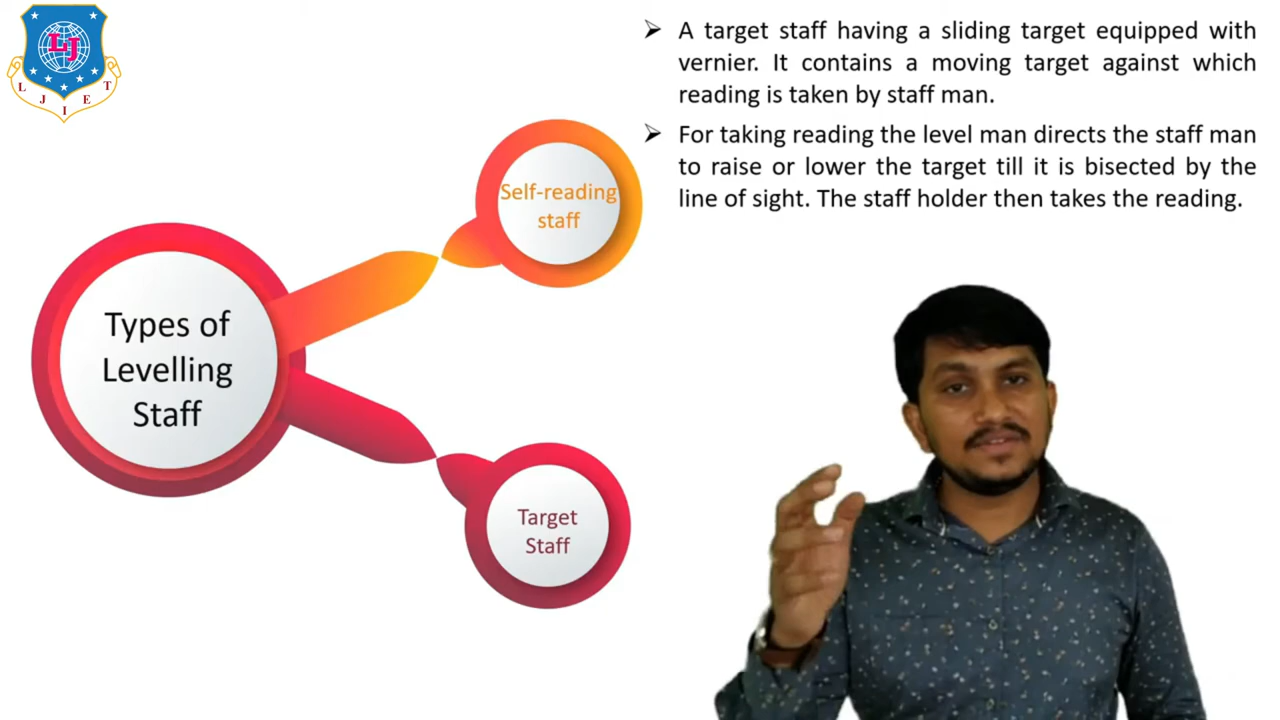 L J I E T
LJ
➢ A target staff having a sliding target equipped with
vernier. It contains a moving target against which
reading is taken by staff man.
➢ For taking reading the level man directs the staff man
to raise or lower the target till it is bisected by the
line of sight. The staff holder then takes the reading.
Self-reading
staff
Types of
Levelling
Staff
Target
Staff